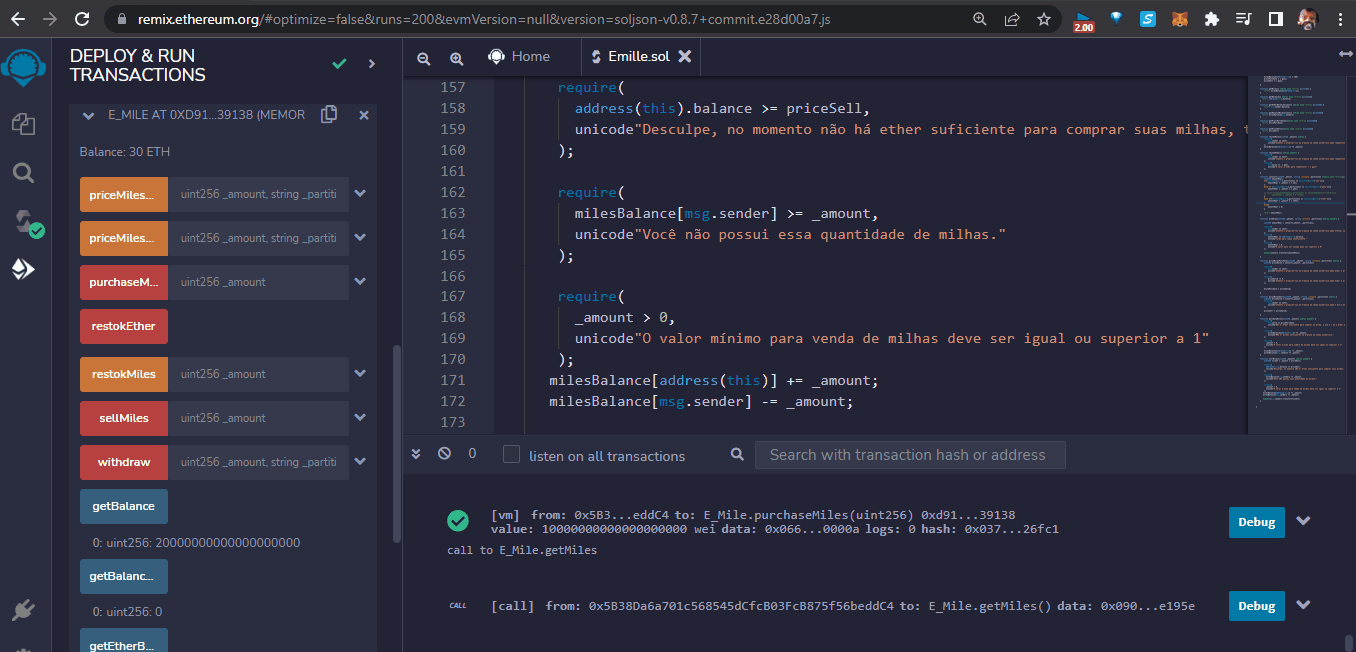 remix.ethereum.org/#optimize=false&runs=200&evmVersion=null&version=soljson-v0.8.7+commit.e28d00a7.js
2.00
DEPLOY & RUN
TRANSACTIONS
E_MILE AT 0XD91...39138 (MEMOR
Balance: 30 ETH
priceMiles... uint256 _amount, string _partiti
priceMiles... uint256 _amount, string _partiti
purchaseM... uint256 _amount
restokEther
restokMiles uint256 _amount
sellMiles uint256 _amount
withdraw uint256 _amount, string _partiti
getBalance
0: uint256: 20000000000000000000
getBalanc...
0: uint256: 0
getEtherB...
Home
Emille.sol
157 require(
158 address(this).balance >= priceSell,
159 unicode"Desculpe, no momento não há ether suficiente para comprar suas milhas, t
160 );
161
162 require(
163 milesBalance[msg.sender] >= _amount,
164 unicode"Você não possui essa quantidade de milhas."
165 );
166
167 require(
168 _amount > 0,
169 unicode"O valor mínimo para venda de milhas deve ser igual ou superior a 1"
170 );
171 milesBalance[address(this)] += _amount;
172 milesBalance[msg.sender] -= _amount;
173
0
listen on all transactions
Search with transaction hash or address
[vm] from: 0x5B3...eddC4 to: E_Mile.purchaseMiles(uint256) 0xd91...39138
value: 10000000000000000000 wei data: 0x066...0000a logs: 0 hash: 0x037...26fc1
Debug
call to E_Mile.getMiles
CALL [call] from: 0x5B38Da6a701c568545dCfcB03FcB875f56beddC4 to: E_Mile.getMiles() data: 0x090...e195e
Debug